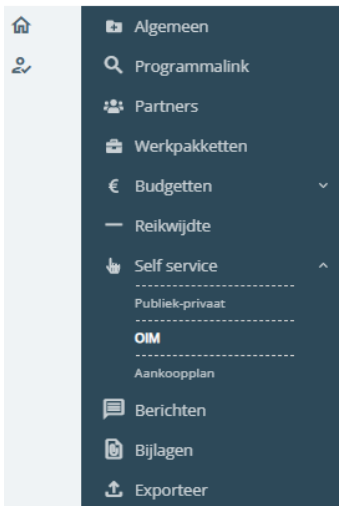 Algemeen
Programmalink
Partners
Werkpakketten
€ Budgetten
Reikwijdte
Self service
Publiek-privaat
OIM
Aankoopplan
Berichten
Bijlagen
Exporteer